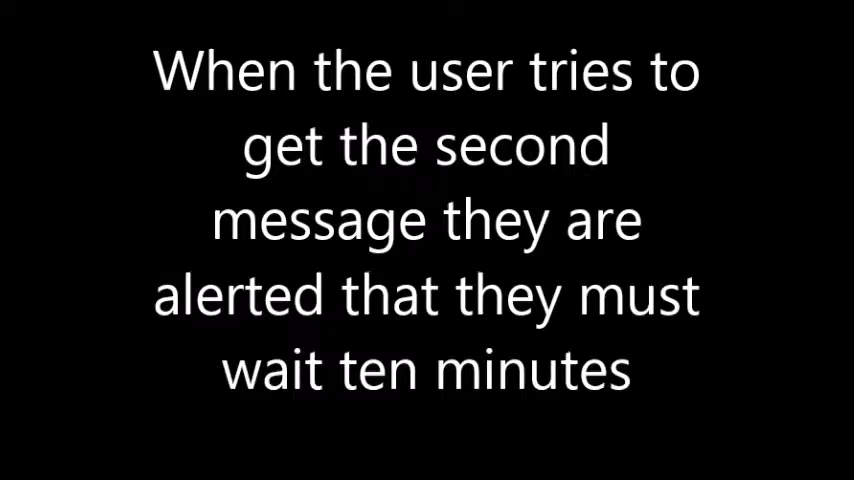 When the user tries to
get the second
message they are
alerted that they must
wait ten minutes